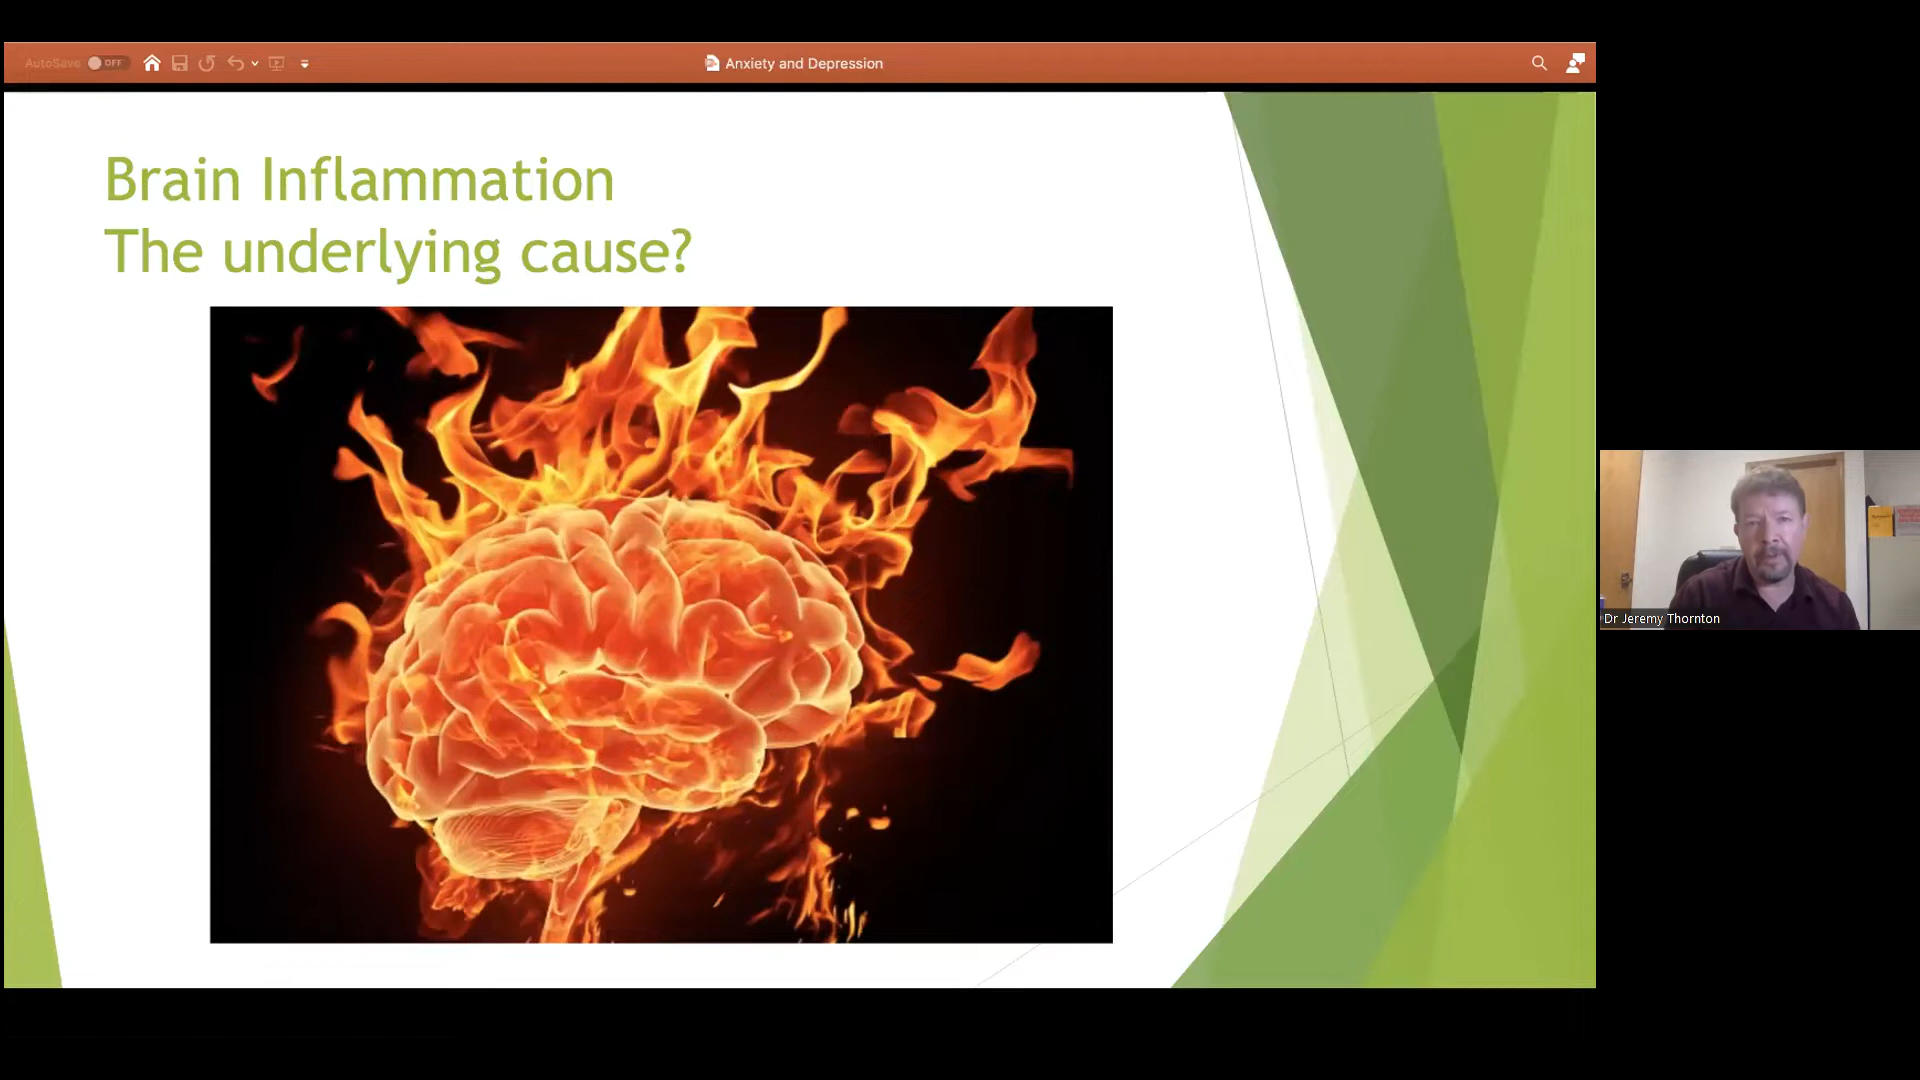 AutoSave OFF
Anxiety and Depression
Brain Inflammation
The underlying cause?
Dr Jeremy Thornton